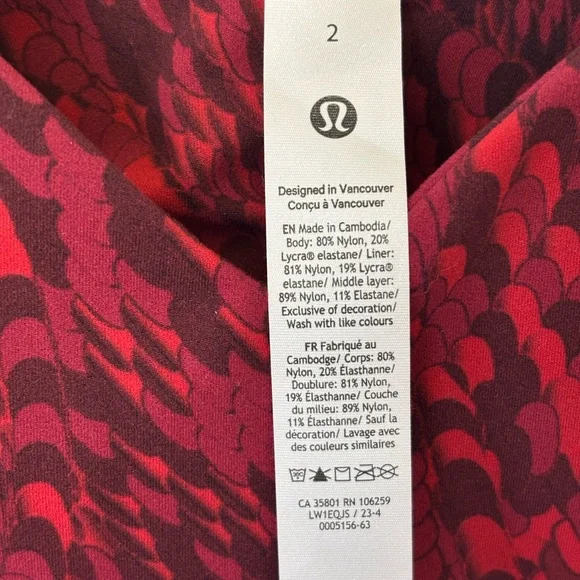 2
Designed in Vancouver
Conçu à Vancouver
EN Made in Cambodia/
Body: 80% Nylon, 20%
Lycra® elastane/ Liner:
81% Nylon, 19% Lycra®
elastane/ Middle layer:
89% Nylon, 11% Elastane/
Exclusive of decoration/
Wash with like colours
FR Fabriqué au
Cambodge/ Corps: 80%
Nylon, 20% Élasthanne/
Doublure: 81% Nylon,
19% Élasthanne/ Couche
du milieu: 89% Nylon,
11% Élasthanne/ Sauf la
décoration/ Lavage avec
des couleurs similaires
CA 35801 RN 106259
LW1EQJS / 23-4
0005156-63